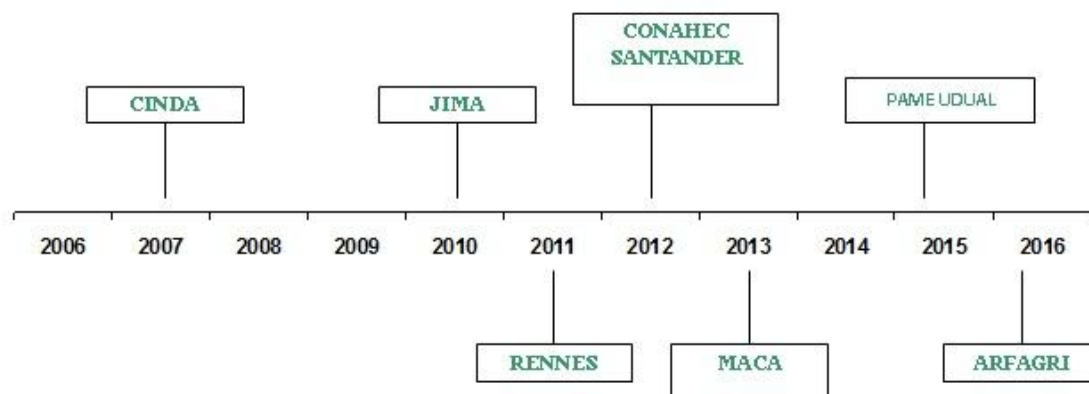 CONAHEC
SANTANDER
CINDA
JIMA
PAME UDUAL
2006 2007 2008 2009 2010 2011 2012 2013 2014 2015 2016
RENNES
MACA
ARFAGRI